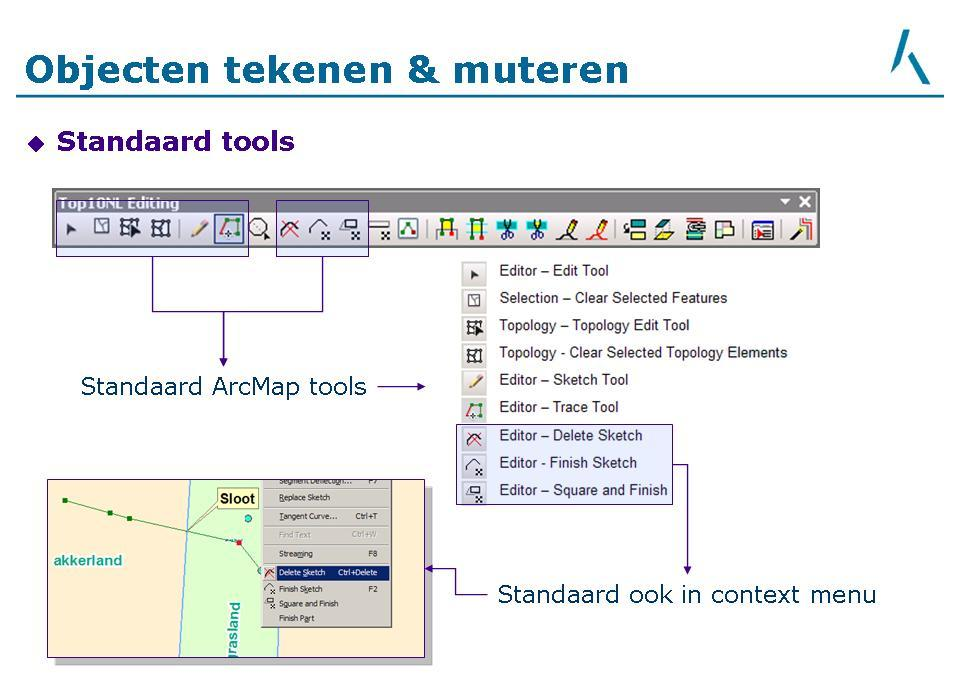 Objecten tekenen & muteren
Standaard tools
Top10NL Editing
Editor – Edit Tool
Selection – Clear Selected Features
Topology – Topology Edit Tool
Topology - Clear Selected Topology Elements
Editor – Sketch Tool
Editor – Trace Tool
Editor – Delete Sketch
Editor - Finish Sketch
Editor – Square and Finish
Standaard ArcMap tools
Segment Deflection... F7
Replace Sketch
Tangent Curve... Ctrl+T
Find Text Ctrl+W
Streaming F8
Delete Sketch Ctrl+Delete
Finish Sketch F2
Square and Finish
Finish Part
Sloot
akkerland
grasland
Standaard ook in context menu